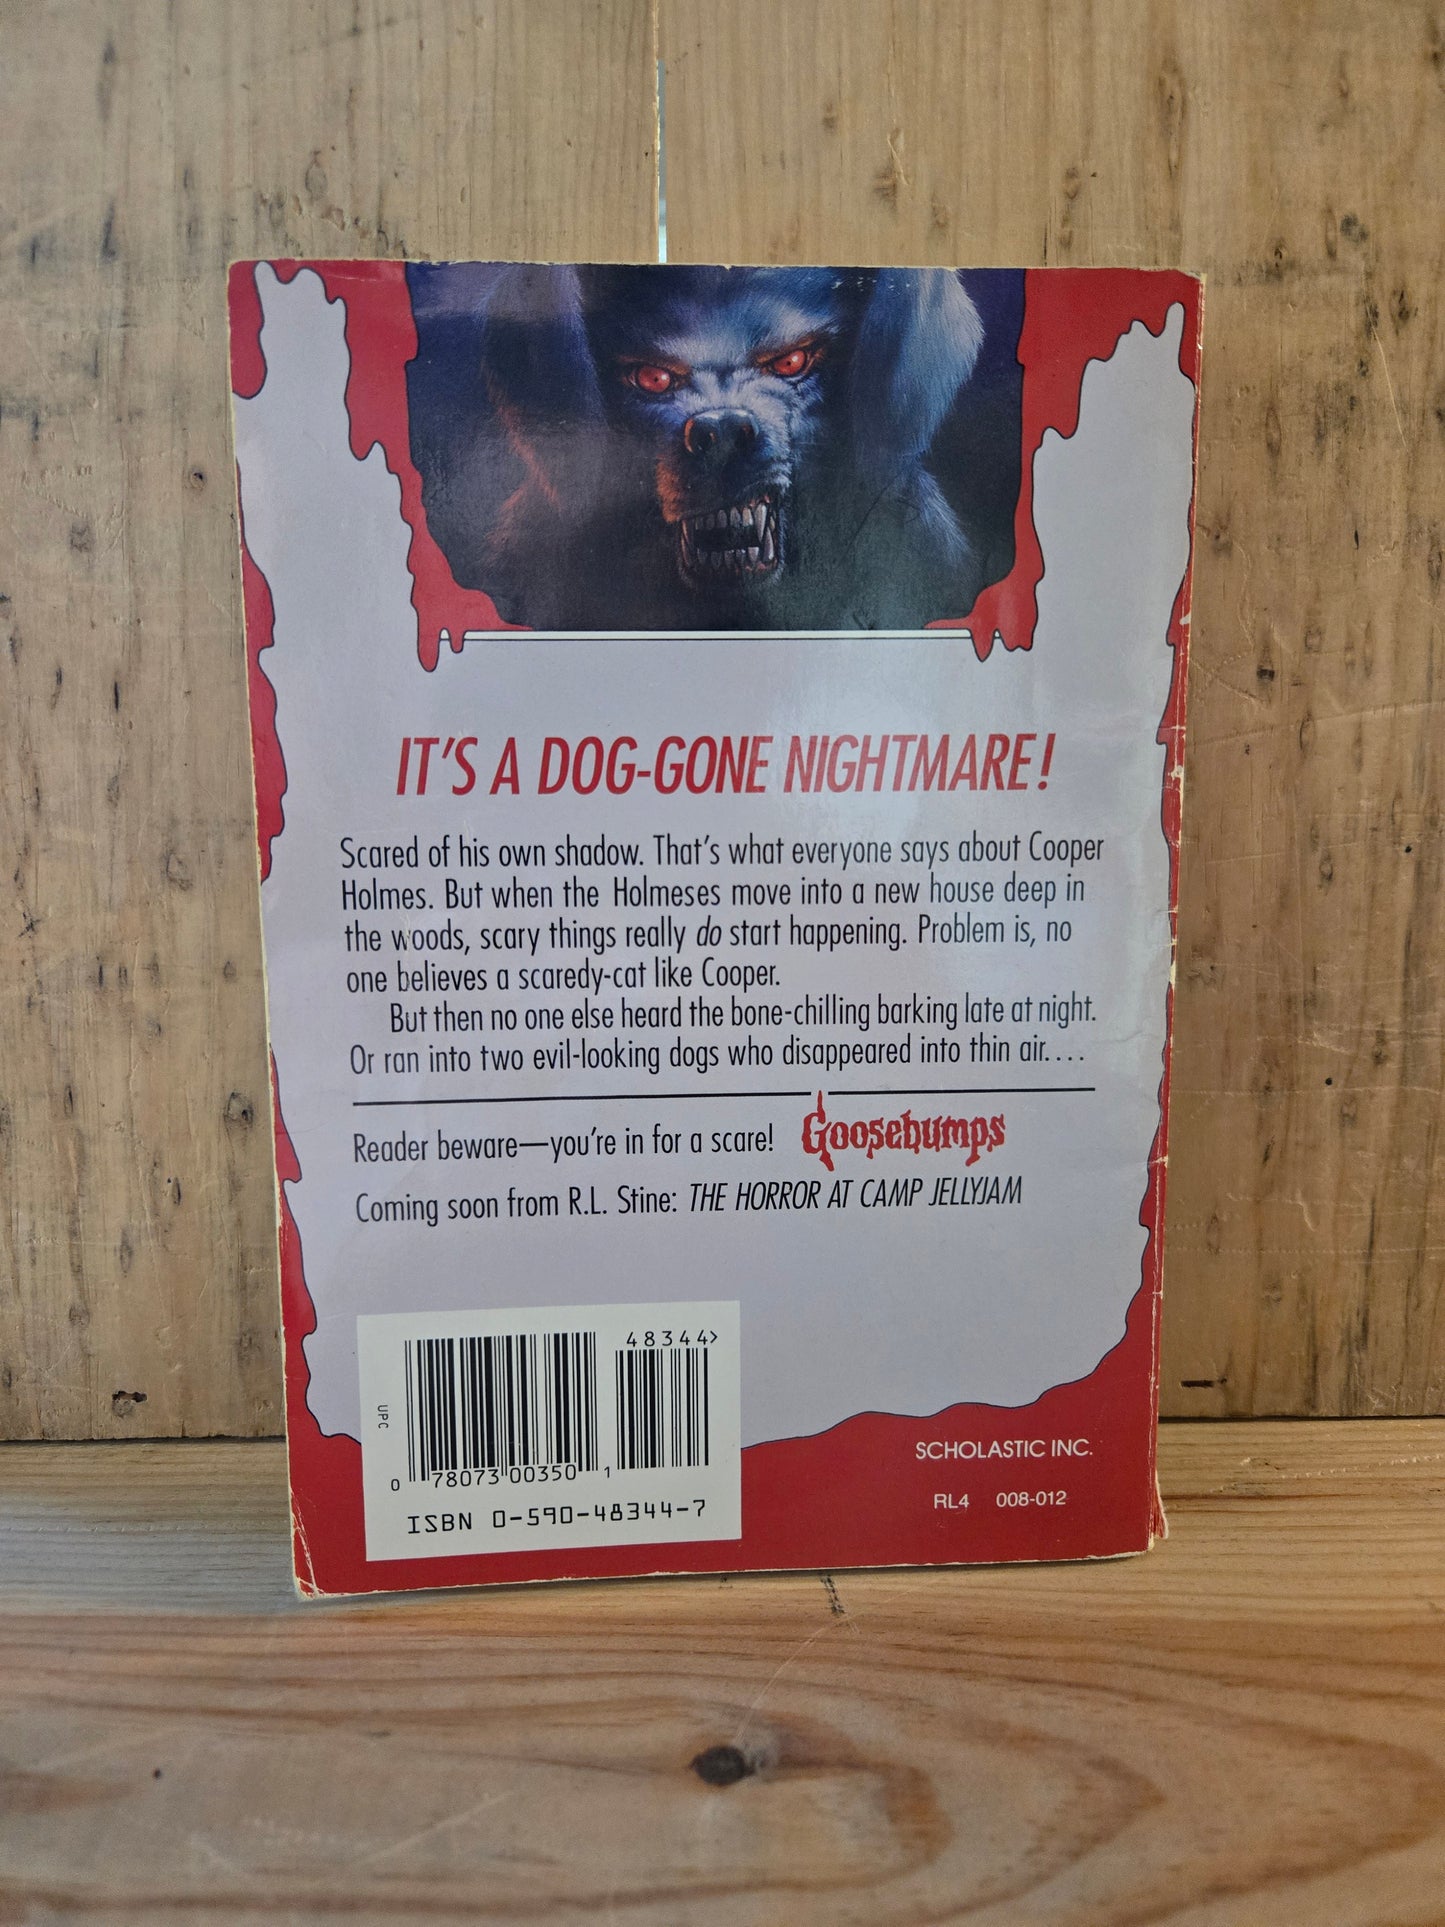 IT'S A DOG-GONE NIGHTMARE!
Scared of his own shadow. That's what everyone says about Cooper
Holmes. But when the Holmeses move into a new house deep in
the woods, scary things really do start happening. Problem is, no
one believes a scaredy-cat like Cooper.
But then no one else heard the bone-chilling barking late at night.
Or ran into two evil-looking dogs who disappeared into thin air....
Reader beware—you're in for a scare! Goosebumps
Coming soon from R.L. Stine: THE HORROR AT CAMP JELLYJAM
48344>
UPC
0 78073 00350 1
ISBN 0-590-48344-7
SCHOLASTIC INC.
RL4 008-012